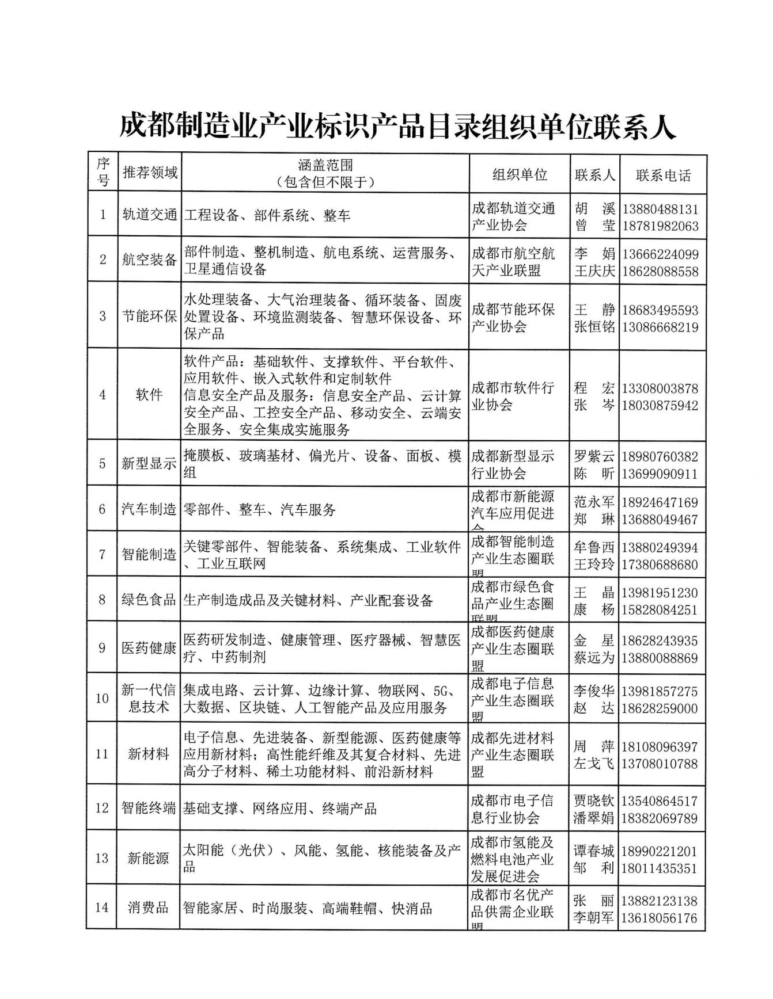 成都制造业产业标识产品目录组织单位联系人
序号 推荐领域 涵盖范围（包含但不限于） 组织单位 联系人 联系电话
1 轨道交通 工程设备、部件系统、整车 成都轨道交通产业协会 胡溪 13880488131
曾莹 18781982063
2 航空装备 部件制造、整机制造、航电系统、运营服务、卫星通信设备 成都市航空航天产业联盟 李娟 13666224099
王庆庆 18628088558
3 节能环保 水处理装备、大气治理装备、循环装备、固废处置设备、环境监测装备、智慧环保设备、环保产品 成都节能环保产业协会 王静 18683495593
张恒铭 13086668219
4 软件 软件产品：基础软件、支撑软件、平台软件、应用软件、嵌入式软件和定制软件
信息安全产品及服务：信息安全产品、云计算安全产品、工控安全产品、移动安全、云端安全服务、安全集成实施服务 成都市软件行业协会 程宏 13308003878
张岑 18030875942
5 新型显示 掩膜板、玻璃基材、偏光片、设备、面板、模组 成都新型显示行业协会 罗紫云 18980760382
陈昕 13699090911
6 汽车制造 零部件、整车、汽车服务 成都市新能源汽车应用促进会 范永军 18924647169
郑琳 13688049467
7 智能制造 关键零部件、智能装备、系统集成、工业软件、工业互联网 成都智能制造产业生态圈联盟 牟鲁西 13880249394
王玲玲 17380688680
8 绿色食品 生产制造成品及关键材料、产业配套设备 成都市绿色食品产业生态圈联盟 王晶 13981951230
康杨 15828084251
9 医药健康 医药研发制造、健康管理、医疗器械、智慧医疗、中药制剂 成都医药健康产业生态圈联盟 金星 18628243935
蔡远为 13880088869
10 新一代信息技术 集成电路、云计算、边缘计算、物联网、5G、大数据、区块链、人工智能产品及应用服务 成都电子信息产业生态圈联盟 李俊华 13981857275
赵达 18628259000
11 新材料 电子信息、先进装备、新型能源、医药健康等应用新材料；高性能纤维及其复合材料、先进高分子材料、稀土功能材料、前沿新材料 成都先进材料产业生态圈联盟 周萍 18108096397
左戈飞 13708010788
12 智能终端 基础支撑、网络应用、终端产品 成都市电子信息行业协会 贾晓钦 13540864517
潘翠娟 18382069789
13 新能源 太阳能（光伏）、风能、氢能、核能装备及产品 成都市氢能及燃料电池产业发展促进会 谭春城 18990221201
邹利 18011435351
14 消费品 智能家居、时尚服装、高端鞋帽、快消品 成都市名优产品供需企业联盟 张丽 13882123138
李朝军 13618056176